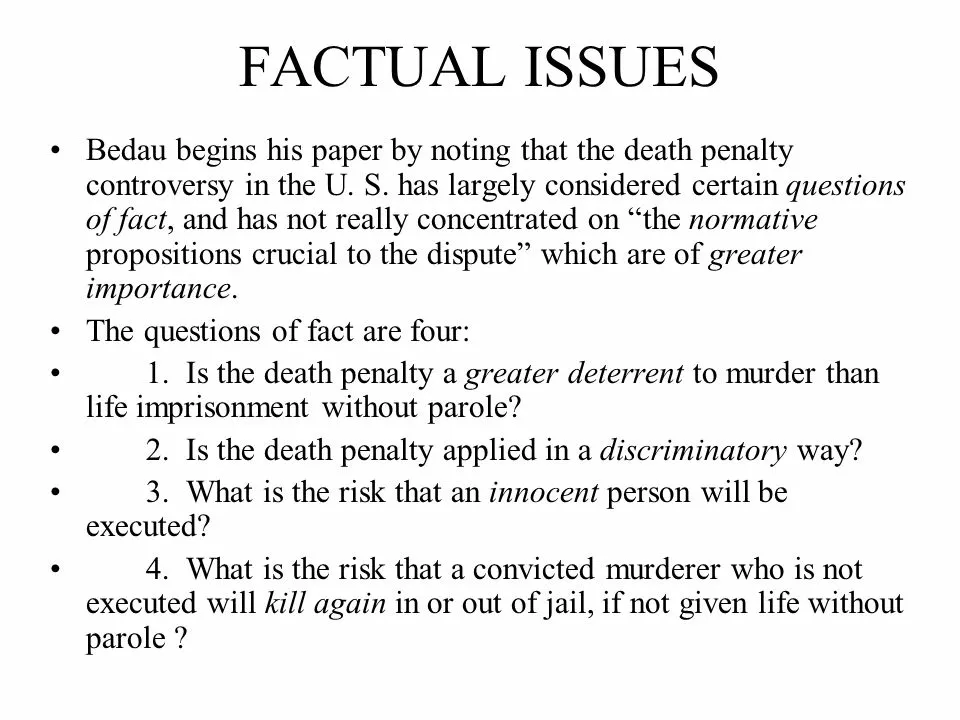 FACTUAL ISSUES
• Bedau begins his paper by noting that the death penalty
controversy in the U. S. has largely considered certain questions
of fact, and has not really concentrated on “the normative
propositions crucial to the dispute” which are of greater
importance.
• The questions of fact are four:
• 1. Is the death penalty a greater deterrent to murder than
life imprisonment without parole?
• 2. Is the death penalty applied in a discriminatory way?
• 3. What is the risk that an innocent person will be
executed?
• 4. What is the risk that a convicted murderer who is not
executed will kill again in or out of jail, if not given life without
parole ?